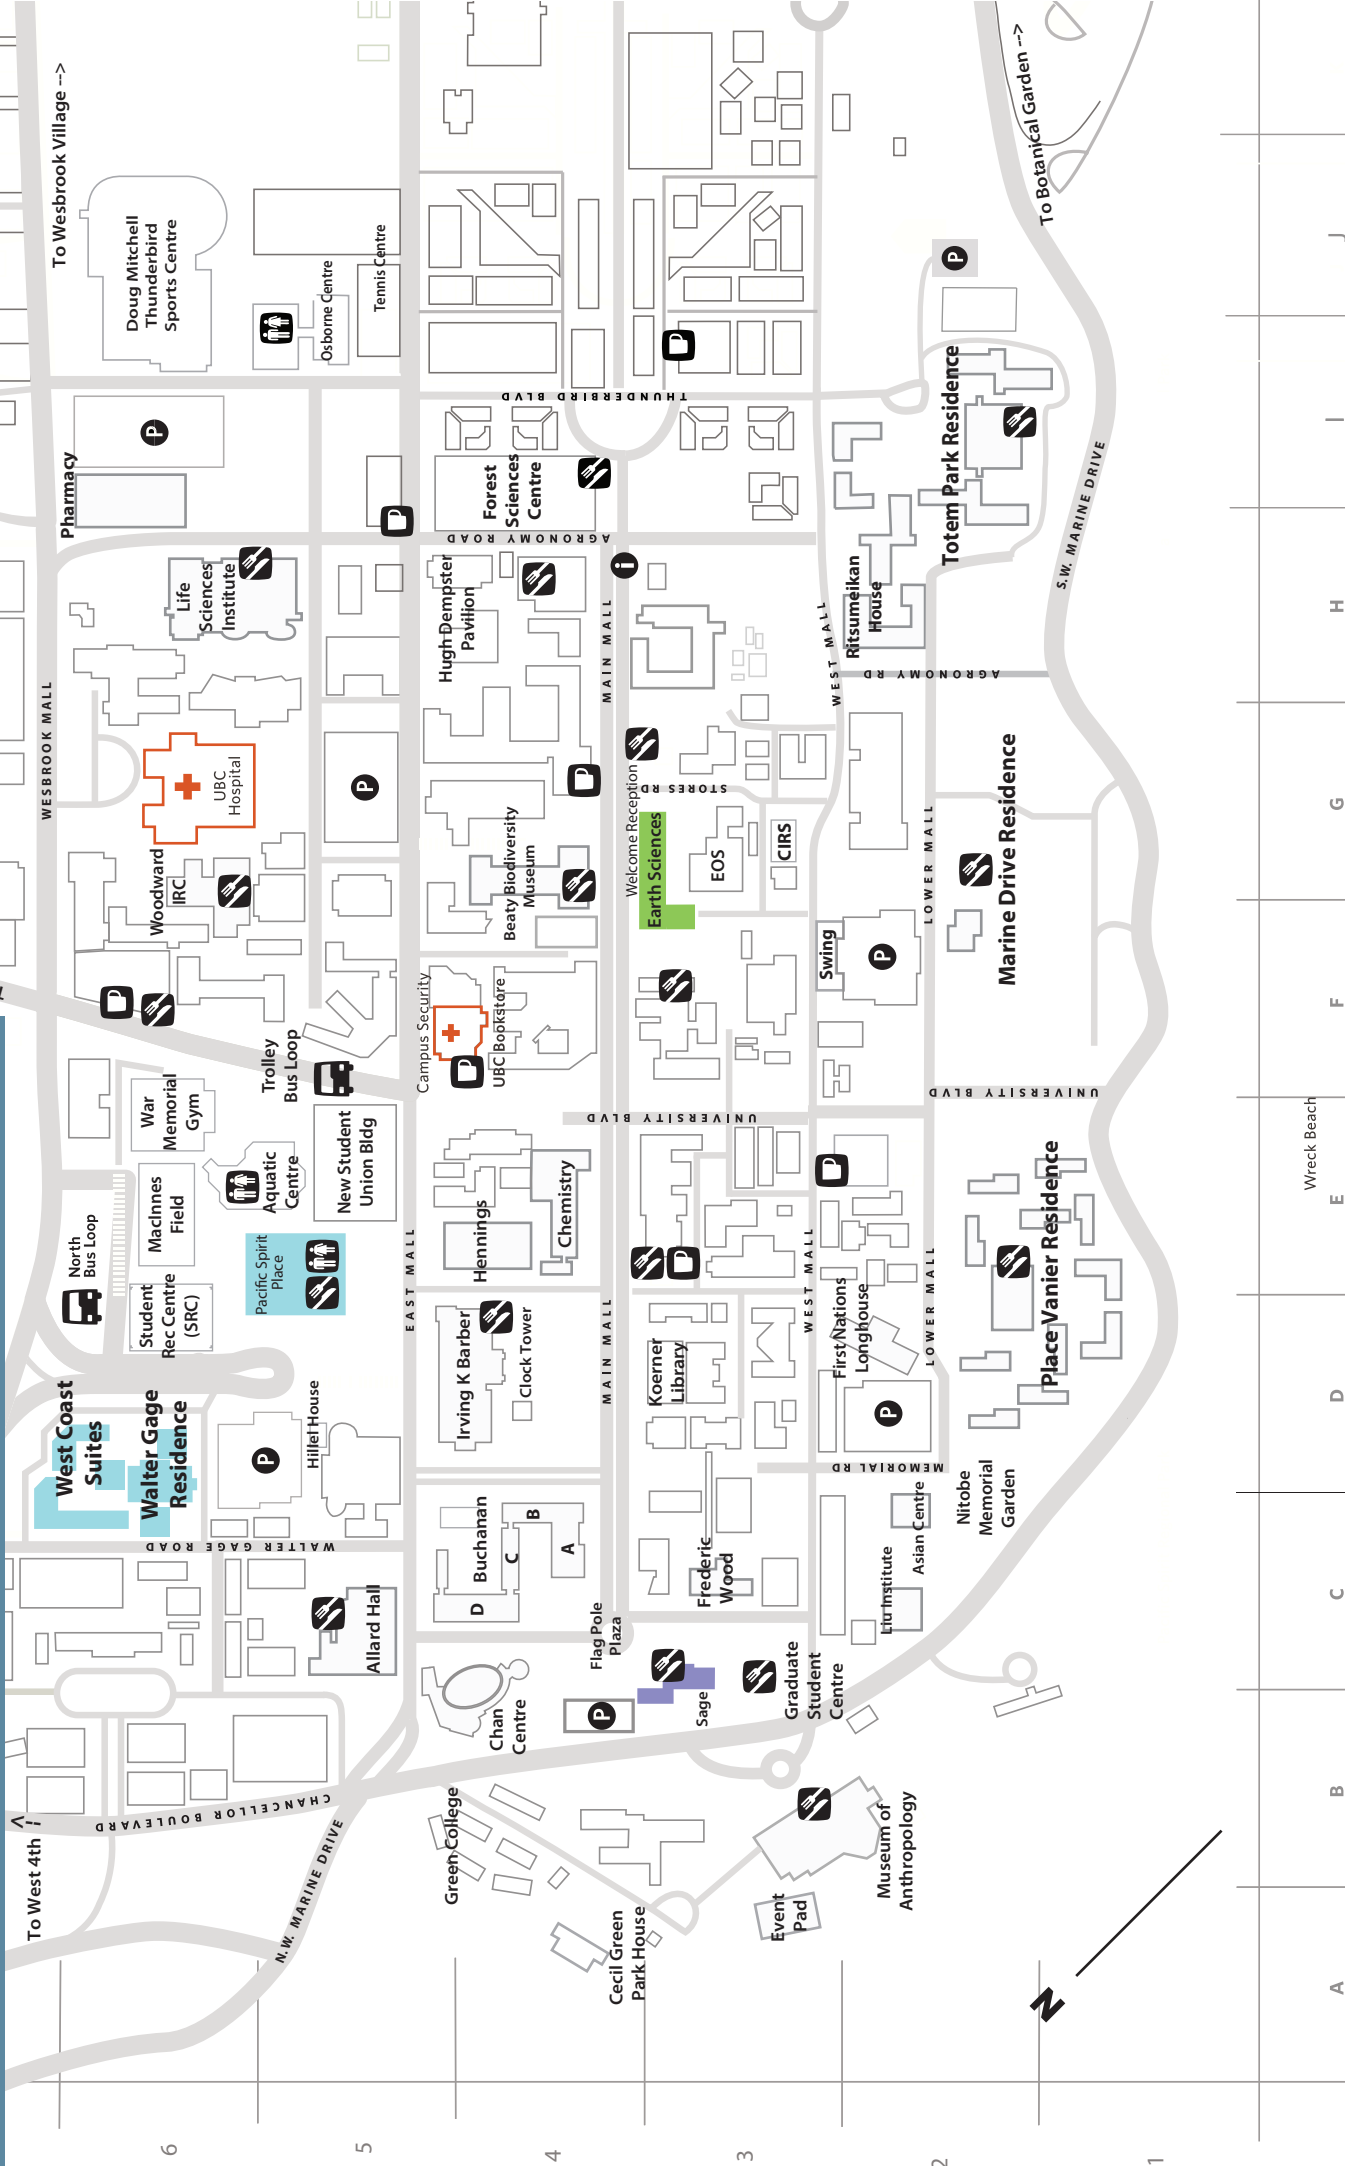 To Wesbrook Village -->
To Botanical Garden -->
Doug Mitchell
Thunderbird
Sports Centre
Osborne Centre
Tennis Centre
J
P
THUNDERBIRD BLVD
P
Pharmacy
Forest
Sciences
Centre
Totem Park Residence
I
S.W. MARINE DRIVE
AGRONOMY ROAD
i
Life
Sciences
Institute
Hugh Dempster
Pavilion
MAIN MALL
WEST MALL
Ritsumeikan
House
H
AGRONOMY RD
WESBROOK MALL
UBC
Hospital
P
STORES RD
Welcome Reception
Earth Sciences
EOS
CIRS
LOWER MALL
Marine Drive Residence
G
Woodward
IRC
Beaty Biodiversity
Museum
Swing
P
F
Campus Security
UBC Bookstore
Trolley
Bus Loop
UNIVERSITY BLVD
UNIVERSITY BLVD
War
Memorial
Gym
Aquatic
Centre
New Student
Union Bldg
MacInnes
Field
North
Bus Loop
Student
Rec Centre
(SRC)
Pacific Spirit
Place
EAST MALL
Hennings
Chemistry
Wreck Beach
E
Place Vanier Residence
WEST MALL
LOWER MALL
First Nations
Longhouse
MAIN MALL
Irving K Barber
Clock Tower
Koerner
Library
West Coast
Suites
Walter Gage
Residence
P
Hillel House
P
D
MEMORIAL RD
Nitobe
Memorial
Garden
Asian Centre
Liu Institute
WALTER GAGE ROAD
Buchanan
A
B
C
D
Frederic
Wood
C
Allard Hall
Flag Pole
Plaza
Chan
Centre
P
Sage
Graduate
Student
Centre
CHANCELLOR BOULEVARD
To West 4th -->
N.W. MARINE DRIVE
Green College
Museum of
Anthropology
B
Event
Pad
Cecil Green
Park House
A
N
6
5
4
3
2
1